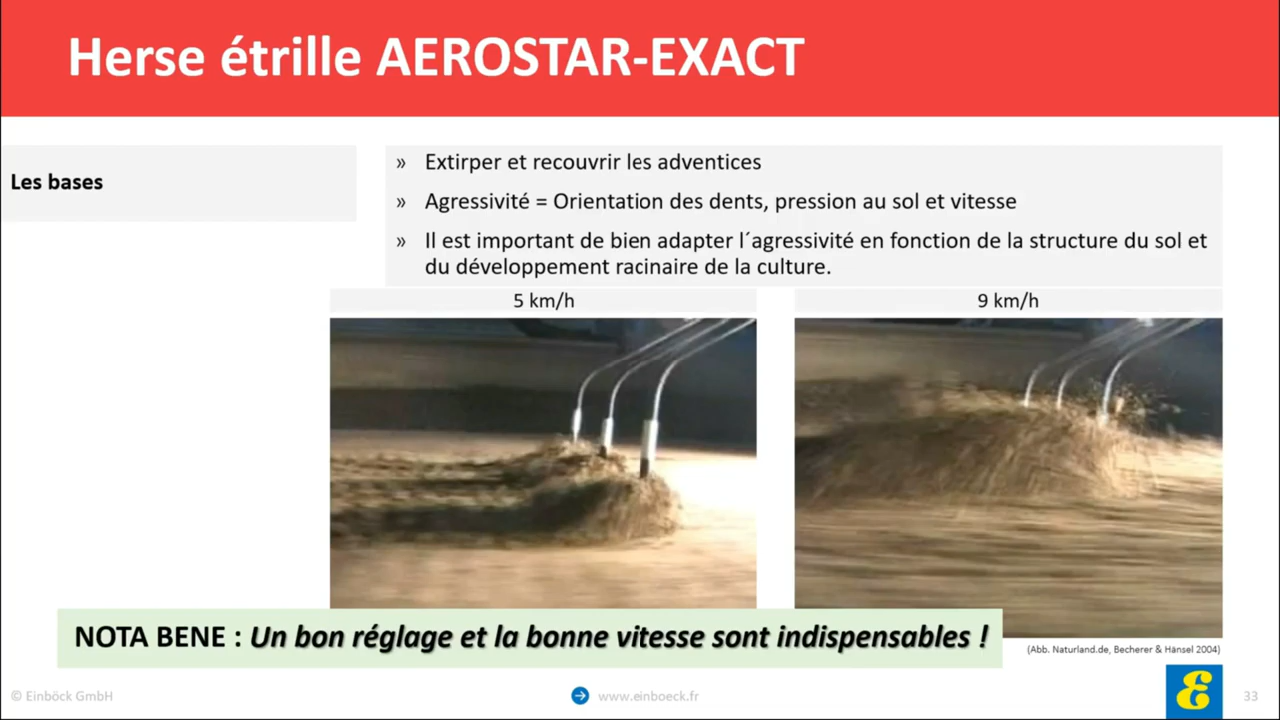 Herse étrille AEROSTAR-EXACT
Les bases
» Extirper et recouvrir les adventices
» Agressivité = Orientation des dents, pression au sol et vitesse
» Il est important de bien adapter l´agressivité en fonction de la structure du sol et
du développement racinaire de la culture.
5 km/h
9 km/h
NOTA BENE : Un bon réglage et la bonne vitesse sont indispensables !
(Abb. Naturland.de, Becherer & Hänsel 2004)
© Einböck GmbH
www.einboeck.fr
33